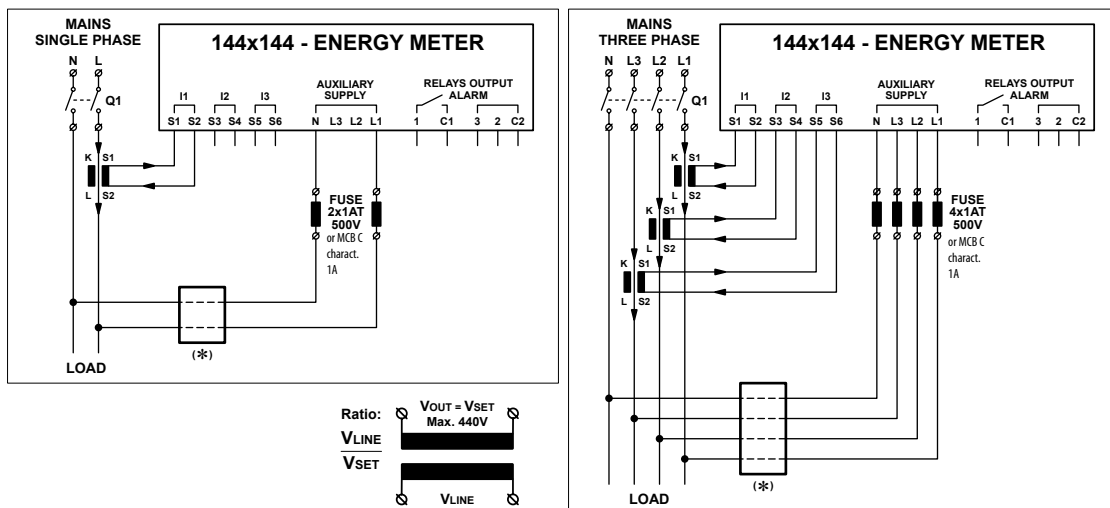 MAINS
SINGLE PHASE
N L
Q1
144x144 - ENERGY METER
I1 I2 I3
AUXILIARY
SUPPLY
RELAYS OUTPUT
ALARM
S1 S2 S3 S4 S5 S6 N L3 L2 L1 1 C1 3 2 C2
K S1
L S2
FUSE
2x1AT
500V
or MCB C
charact.
1A
(*)
LOAD
Ratio:
VLINE
VSET
VOUT = VSET
Max. 440V
VLINE
MAINS
THREE PHASE
N L3 L2 L1
Q1
144x144 - ENERGY METER
I1 I2 I3
AUXILIARY
SUPPLY
RELAYS OUTPUT
ALARM
S1 S2 S3 S4 S5 S6 N L3 L2 L1 1 C1 3 2 C2
K S1
L S2
K S1
L S2
K S1
L S2
FUSE
4x1AT
500V
or MCB C
charact.
1A
(*)
LOAD